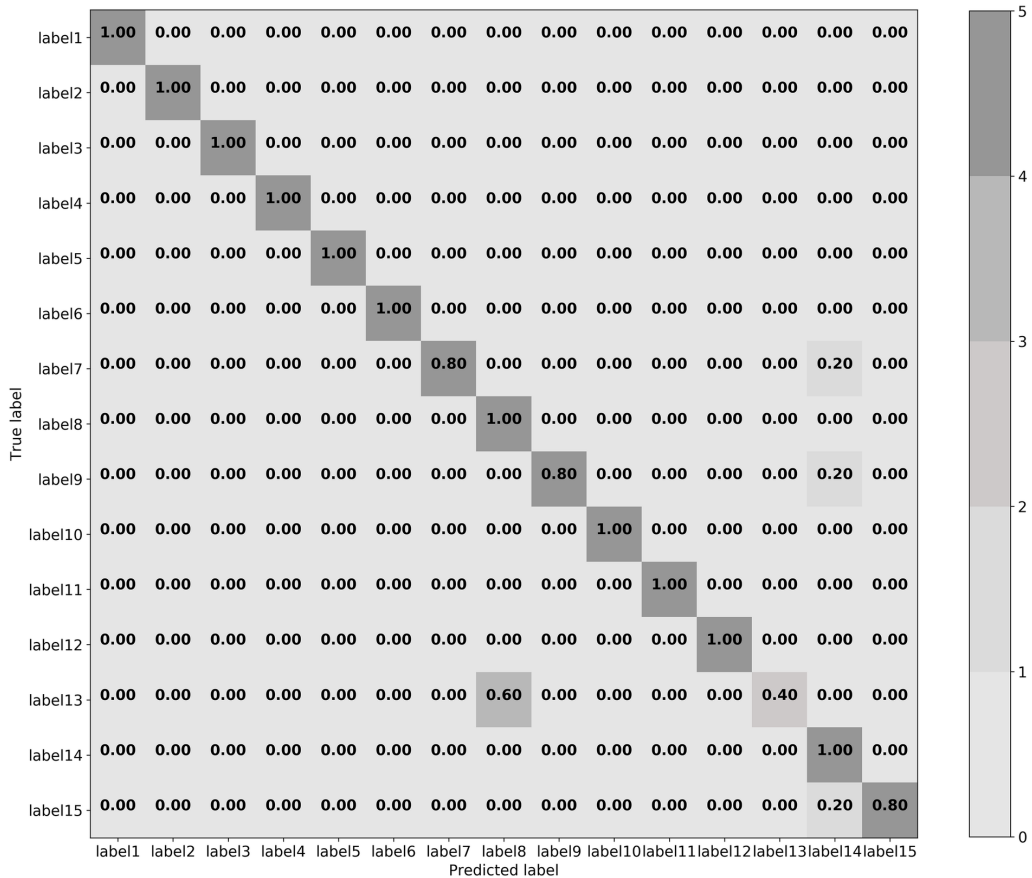 label1 1.00 0.00 0.00 0.00 0.00 0.00 0.00 0.00 0.00 0.00 0.00 0.00 0.00 0.00 0.00
label2 0.00 1.00 0.00 0.00 0.00 0.00 0.00 0.00 0.00 0.00 0.00 0.00 0.00 0.00 0.00
label3 0.00 0.00 1.00 0.00 0.00 0.00 0.00 0.00 0.00 0.00 0.00 0.00 0.00 0.00 0.00
label4 0.00 0.00 0.00 1.00 0.00 0.00 0.00 0.00 0.00 0.00 0.00 0.00 0.00 0.00 0.00
label5 0.00 0.00 0.00 0.00 1.00 0.00 0.00 0.00 0.00 0.00 0.00 0.00 0.00 0.00 0.00
label6 0.00 0.00 0.00 0.00 0.00 1.00 0.00 0.00 0.00 0.00 0.00 0.00 0.00 0.00 0.00
label7 0.00 0.00 0.00 0.00 0.00 0.00 0.80 0.00 0.00 0.00 0.00 0.00 0.00 0.20 0.00
label8 0.00 0.00 0.00 0.00 0.00 0.00 0.00 1.00 0.00 0.00 0.00 0.00 0.00 0.00 0.00
label9 0.00 0.00 0.00 0.00 0.00 0.00 0.00 0.00 0.80 0.00 0.00 0.00 0.00 0.20 0.00
label10 0.00 0.00 0.00 0.00 0.00 0.00 0.00 0.00 0.00 1.00 0.00 0.00 0.00 0.00 0.00
label11 0.00 0.00 0.00 0.00 0.00 0.00 0.00 0.00 0.00 0.00 1.00 0.00 0.00 0.00 0.00
label12 0.00 0.00 0.00 0.00 0.00 0.00 0.00 0.00 0.00 0.00 0.00 1.00 0.00 0.00 0.00
label13 0.00 0.00 0.00 0.00 0.00 0.00 0.00 0.60 0.00 0.00 0.00 0.00 0.40 0.00 0.00
label14 0.00 0.00 0.00 0.00 0.00 0.00 0.00 0.00 0.00 0.00 0.00 0.00 0.00 1.00 0.00
label15 0.00 0.00 0.00 0.00 0.00 0.00 0.00 0.00 0.00 0.00 0.00 0.00 0.00 0.20 0.80
True label
label1 label2 label3 label4 label5 label6 label7 label8 label9 label10 label11 label12 label13 label14 label15
Predicted label
5
4
3
2
1
0